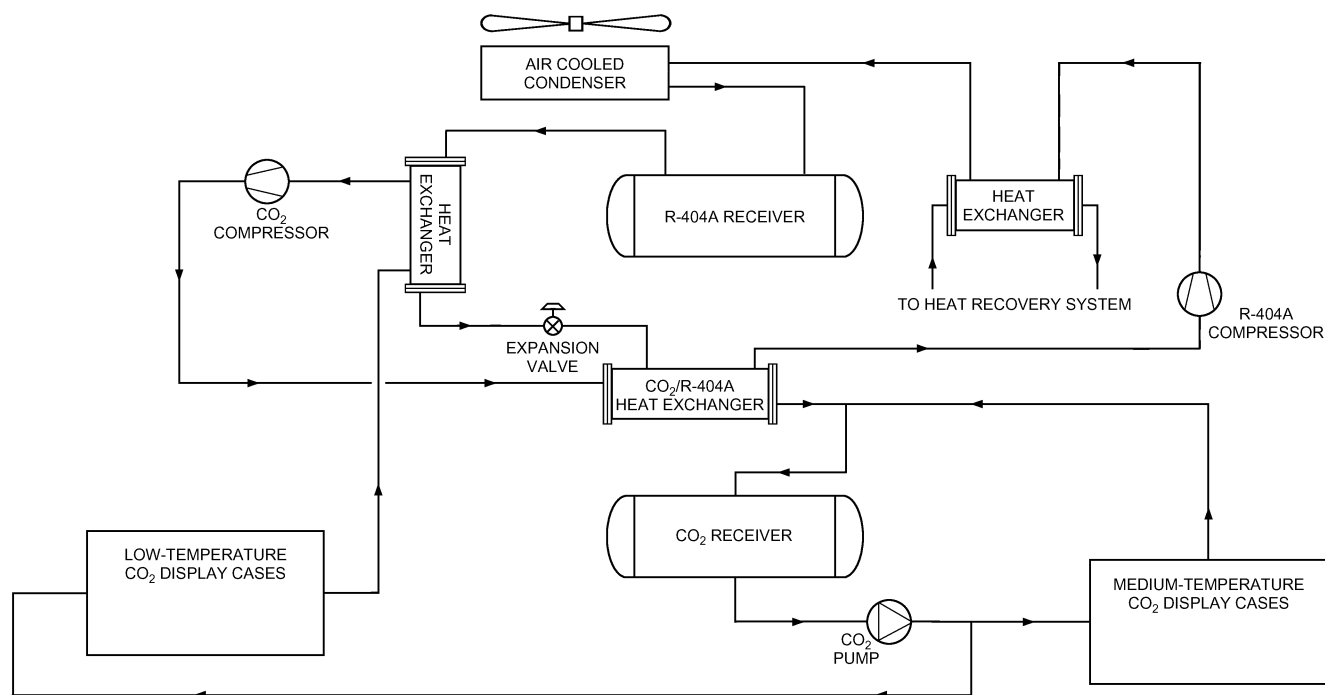 AIR COOLED
CONDENSER
HEAT
EXCHANGER
CO₂
COMPRESSOR
R-404A RECEIVER
HEAT
EXCHANGER
TO HEAT RECOVERY SYSTEM
R-404A
COMPRESSOR
EXPANSION
VALVE
CO₂/R-404A
HEAT EXCHANGER
CO₂ RECEIVER
LOW-TEMPERATURE
CO₂ DISPLAY CASES
MEDIUM-TEMPERATURE
CO₂ DISPLAY CASES
CO₂
PUMP